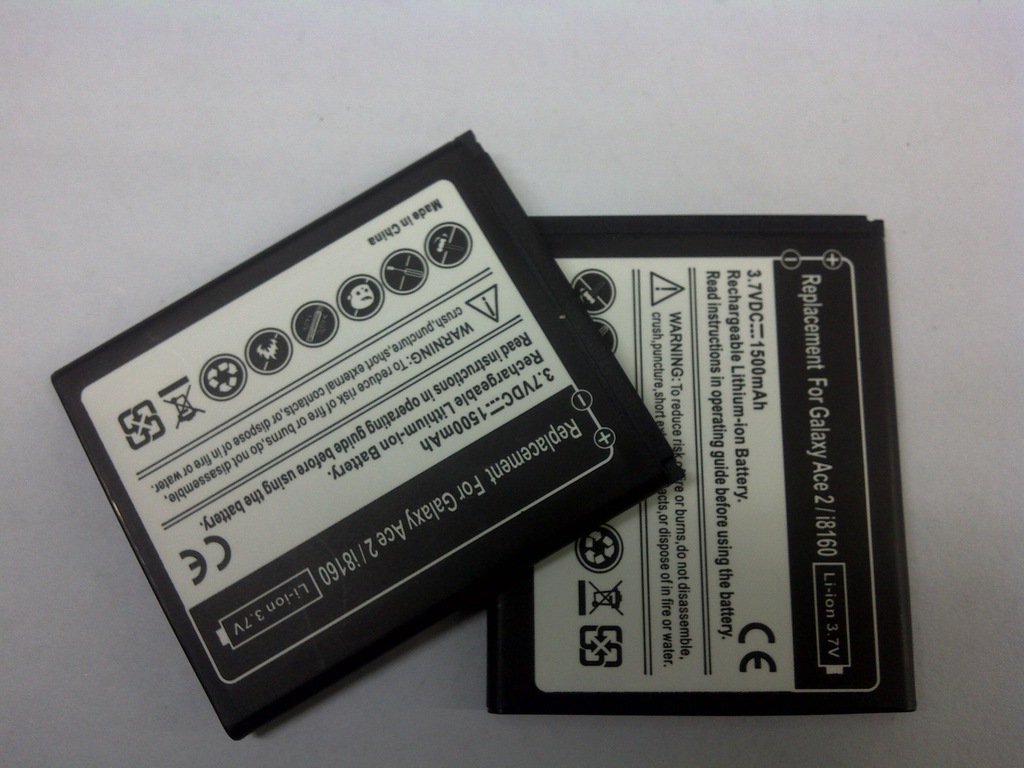 Replacement For Galaxy Ace 2 / i8160
Li-ion 3.7V
3.7VDC 1500mAh
Rechargeable Lithium-ion Battery.
Read instructions in operating guide before using the battery.
WARNING: To reduce risk of fire or burns,do not disassemble,
crush,puncture,short external contacts,or dispose of in fire or water.
Made in China
CE
Replacement For Galaxy Ace 2 / i8160
Li-ion 3.7V
3.7VDC 1500mAh
Rechargeable Lithium-ion Battery.
Read instructions in operating guide before using the battery.
WARNING: To reduce risk fire or burns,do not disassemble,
crush,puncture,short or dispose of in fire or water.
CE